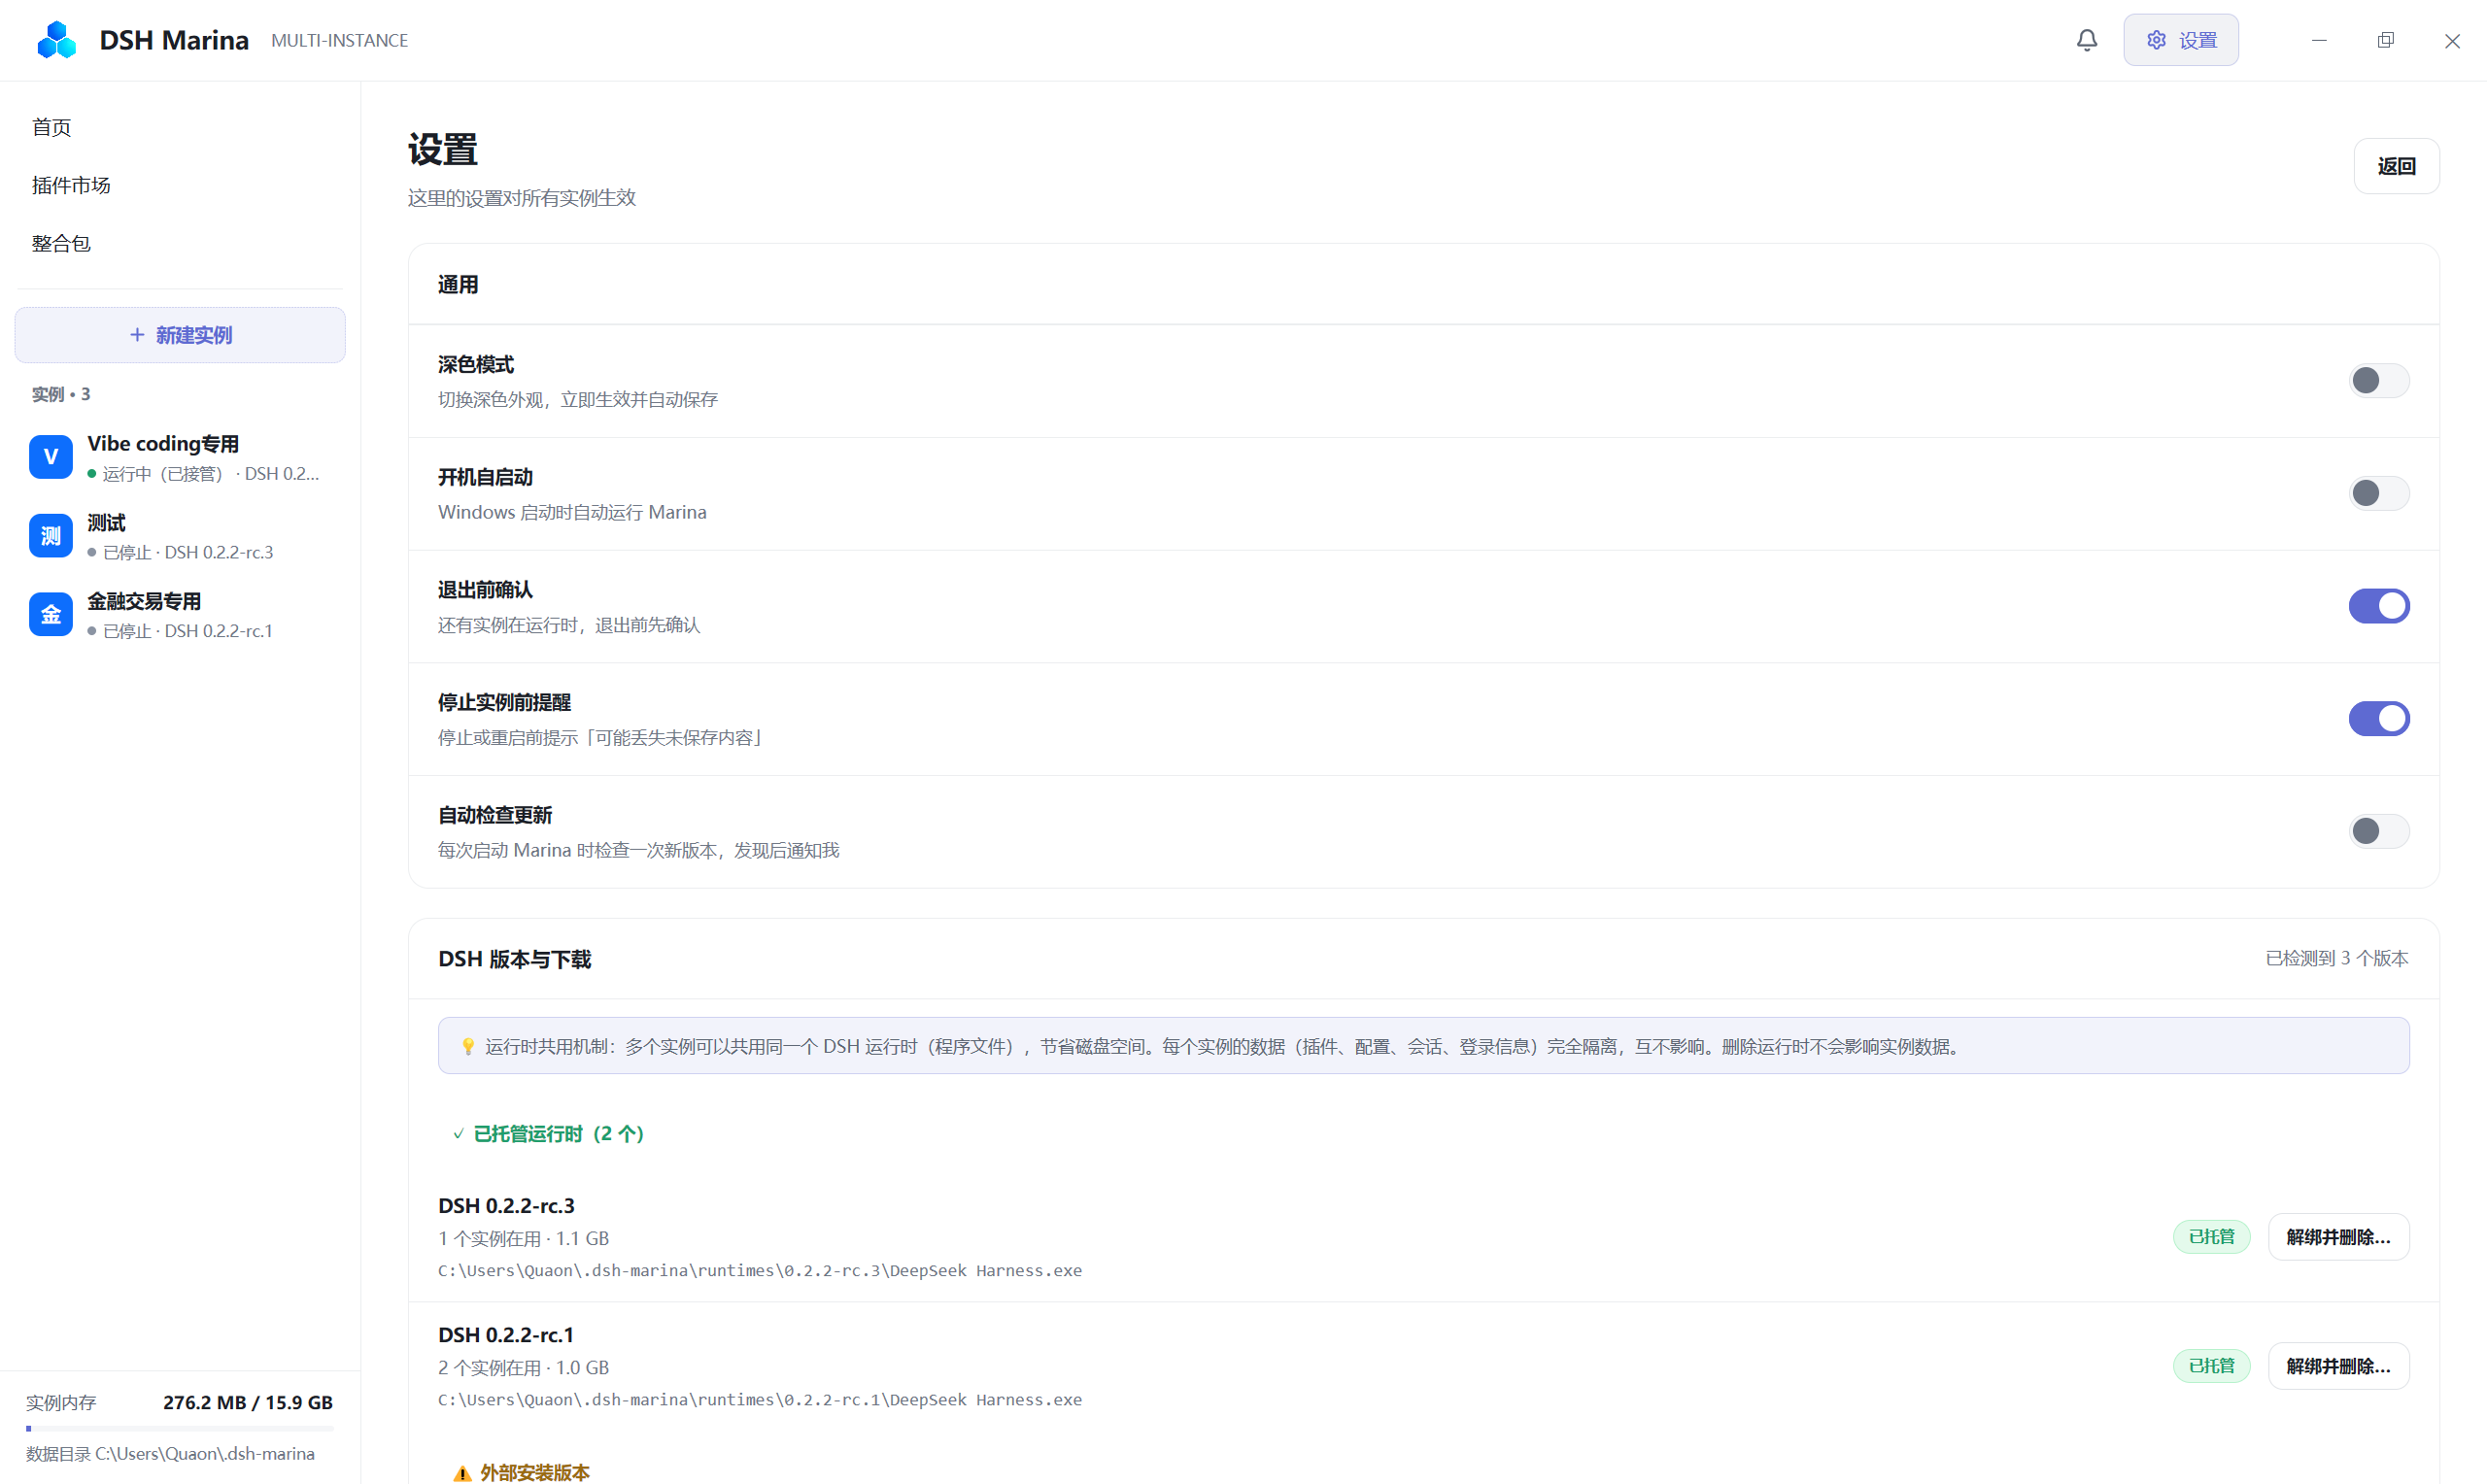 DSH Marina MULTI-INSTANCE
设置
首页
插件市场
整合包
+ 新建实例
实例 • 3
V
Vibe coding专用
运行中（已接管） · DSH 0.2...
测
测试
已停止 · DSH 0.2.2-rc.3
金
金融交易专用
已停止 · DSH 0.2.2-rc.1
实例内存 276.2 MB / 15.9 GB
数据目录 C:\Users\Quaon\.dsh-marina
设置
这里的设置对所有实例生效
返回
通用
深色模式
切换深色外观，立即生效并自动保存
开机自启动
Windows 启动时自动运行 Marina
退出前确认
还有实例在运行时，退出前先确认
停止实例前提醒
停止或重启前提示「可能丢失未保存内容」
自动检查更新
每次启动 Marina 时检查一次新版本，发现后通知我
DSH 版本与下载
已检测到 3 个版本
💡 运行时共用机制：多个实例可以共用同一个 DSH 运行时（程序文件），节省磁盘空间。每个实例的数据（插件、配置、会话、登录信息）完全隔离，互不影响。删除运行时不会影响实例数据。
✓ 已托管运行时（2 个）
DSH 0.2.2-rc.3
1 个实例在用 · 1.1 GB
C:\Users\Quaon\.dsh-marina\runtimes\0.2.2-rc.3\DeepSeek Harness.exe
已托管
解绑并删除...
DSH 0.2.2-rc.1
2 个实例在用 · 1.0 GB
C:\Users\Quaon\.dsh-marina\runtimes\0.2.2-rc.1\DeepSeek Harness.exe
已托管
解绑并删除...
⚠️ 外部安装版本